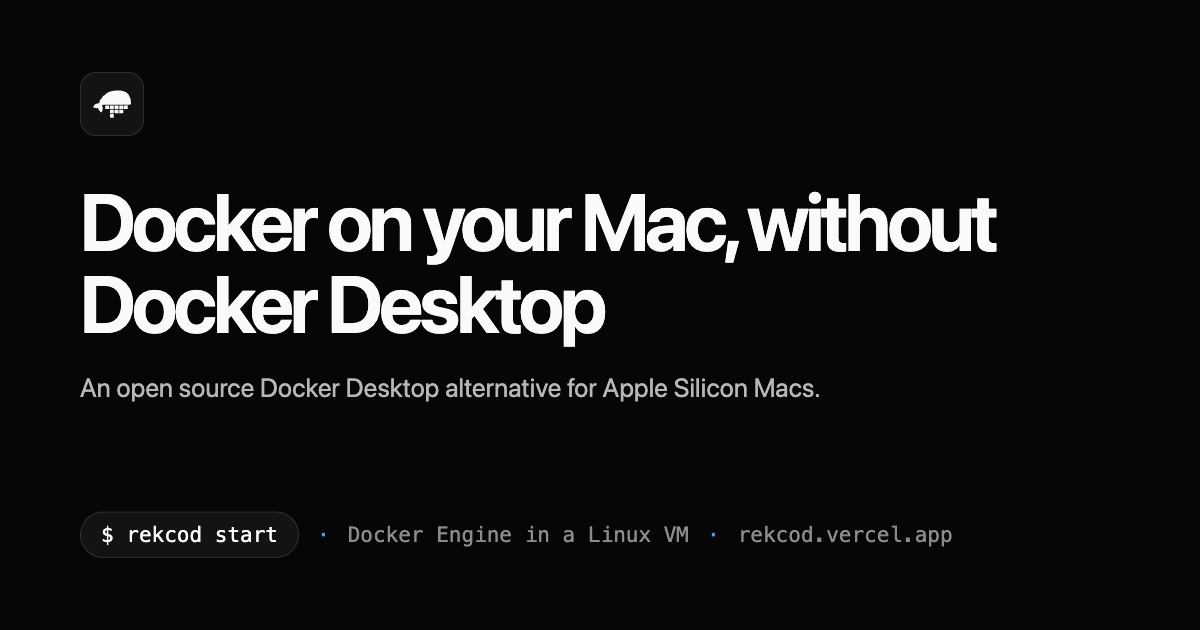 Docker on your Mac, without
Docker Desktop
An open source Docker Desktop alternative for Apple Silicon Macs.
$ rekcod start · Docker Engine in a Linux VM · rekcod.vercel.app